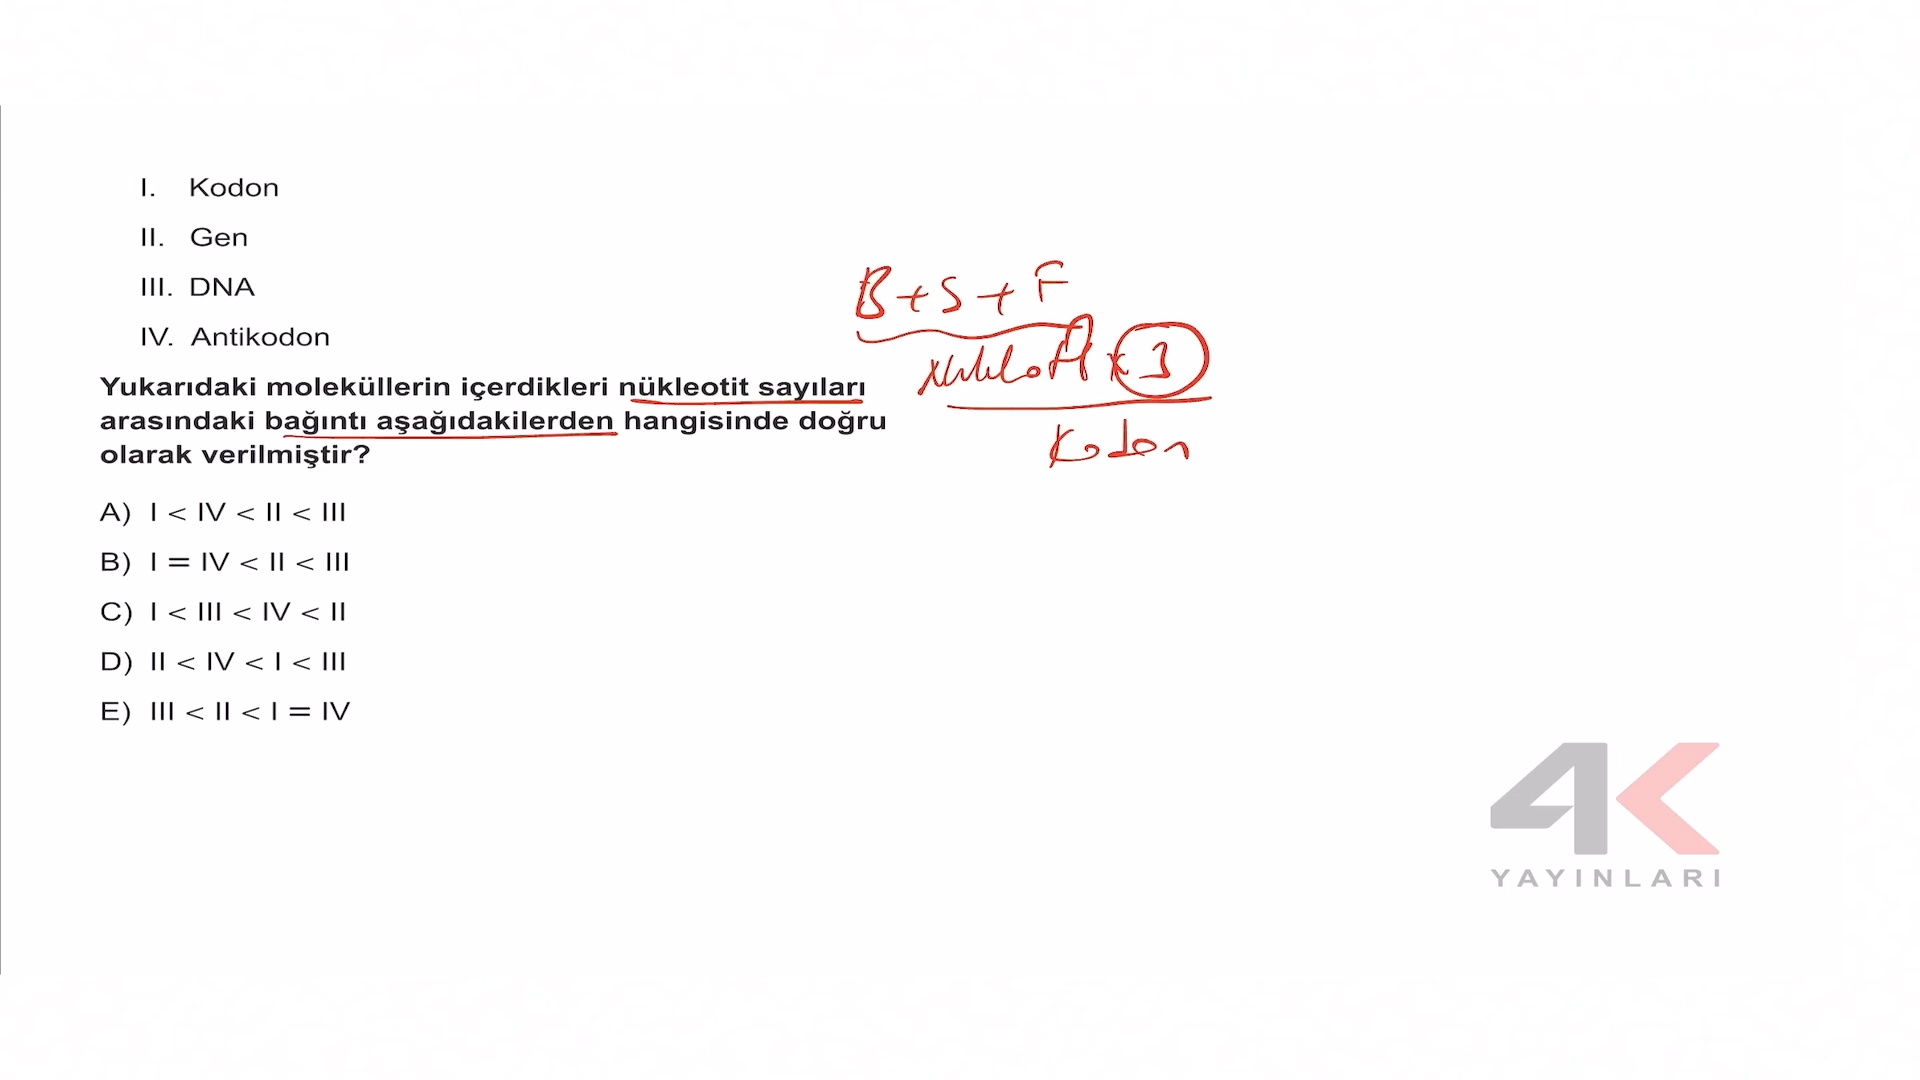 I. Kodon
II. Gen
III. DNA
IV. Antikodon
Yukarıdaki moleküllerin içerdikleri nükleotit sayıları
arasındaki bağıntı aşağıdakilerden hangisinde doğru
olarak verilmiştir?
A) I < IV < II < III
B) I = IV < II < III
C) I < III < IV < II
D) II < IV < I < III
E) III < II < I = IV
B + S + F
x 3
Kodon
4K
YAYINLARI